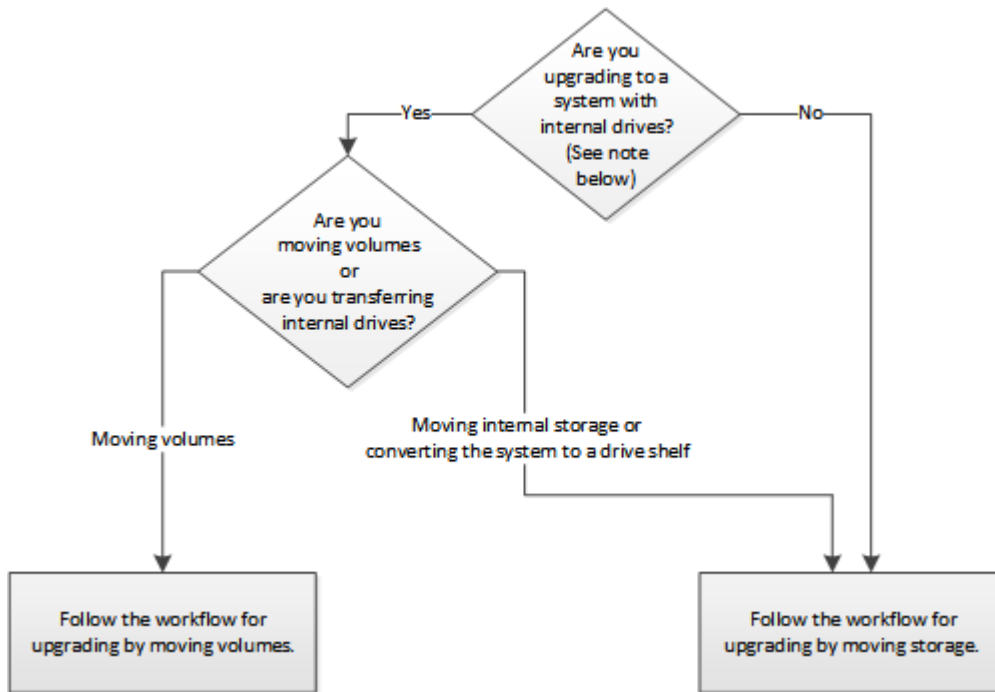 Are you
upgrading to a
system with
internal drives?
(See note
below)
Yes
No
Are you
moving volumes
or
are you transferring
internal drives?
Moving volumes
Moving internal storage or
converting the system to a drive shelf
Follow the workflow for
upgrading by moving volumes.
Follow the workflow for
upgrading by moving storage.